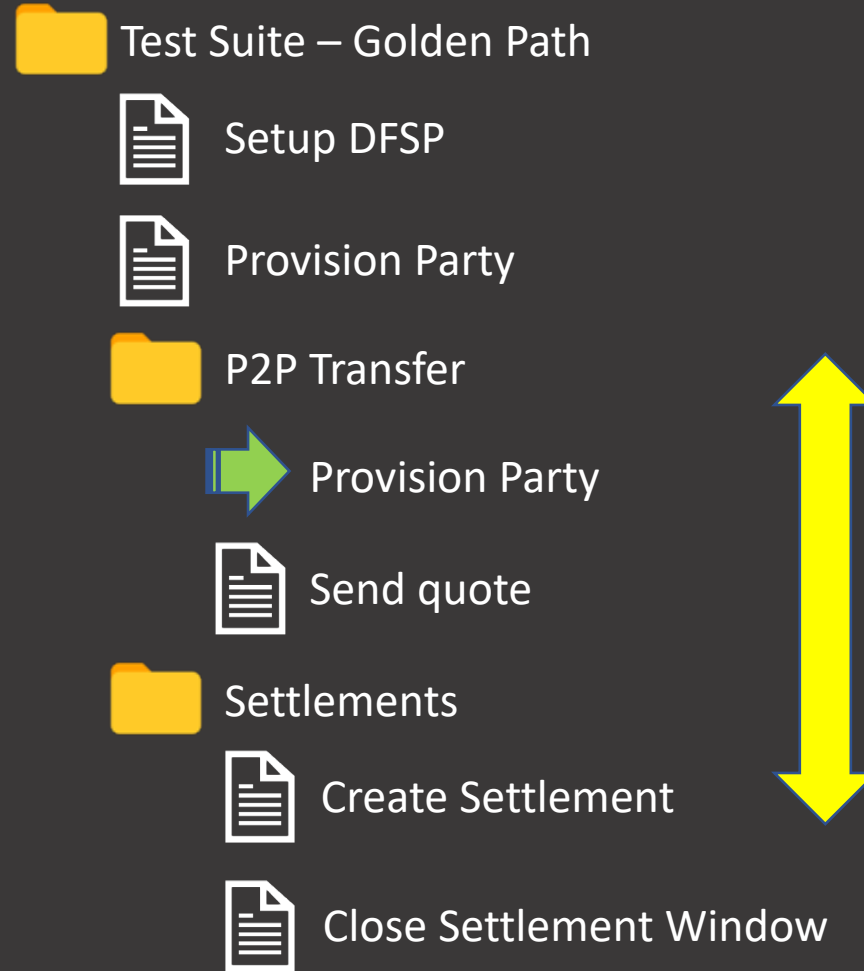 Test Suite – Golden Path
Setup DFSP
Provision Party
P2P Transfer
Provision Party
Send quote
Settlements
Create Settlement
Close Settlement Window